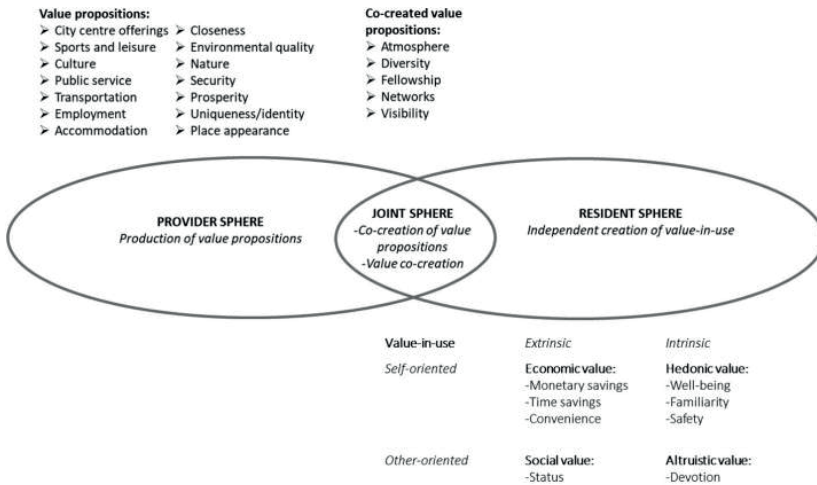 Value propositions:
➢ City centre offerings ➢ Closeness
➢ Sports and leisure ➢ Environmental quality
➢ Culture ➢ Nature
➢ Public service ➢ Security
➢ Transportation ➢ Prosperity
➢ Employment ➢ Uniqueness/identity
➢ Accommodation ➢ Place appearance
Co-created value
propositions:
➢ Atmosphere
➢ Diversity
➢ Fellowship
➢ Networks
➢ Visibility
PROVIDER SPHERE
Production of value propositions
JOINT SPHERE
-Co-creation of value
propositions
-Value co-creation
RESIDENT SPHERE
Independent creation of value-in-use
Value-in-use Extrinsic Intrinsic
Self-oriented Economic value: Hedonic value:
-Monetary savings -Well-being
-Time savings -Familiarity
-Convenience -Safety
Other-oriented Social value: Altruistic value:
-Status -Devotion